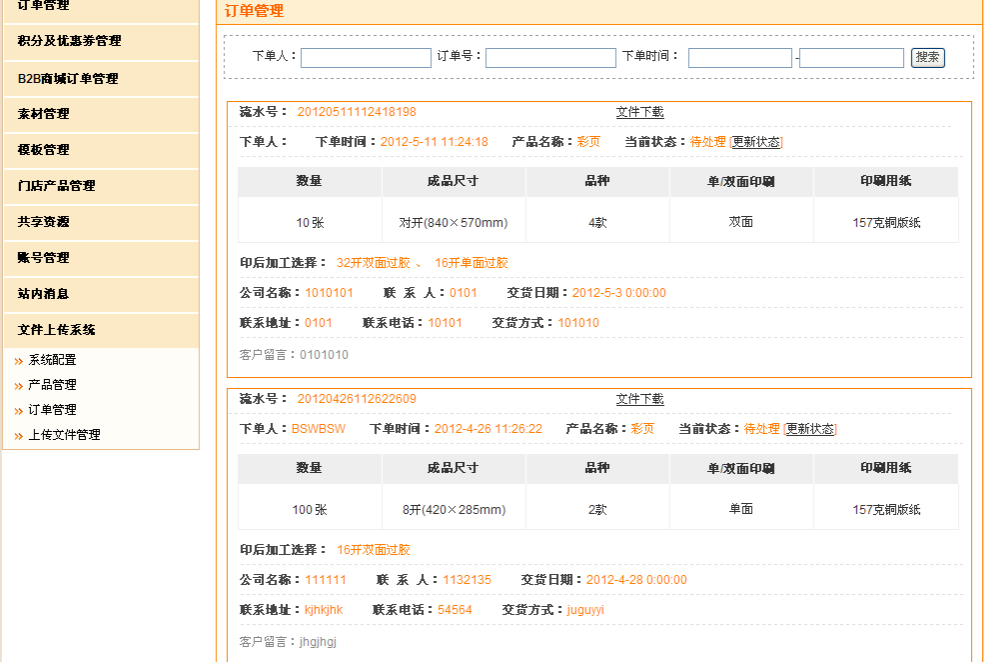 订单管理
积分及优惠券管理
B2B商城订单管理
素材管理
模板管理
门店产品管理
共享资源
账号管理
站内消息
文件上传系统
» 系统配置
» 产品管理
» 订单管理
» 上传文件管理
订单管理
下单人： 订单号： 下单时间： - 搜索
流水号： 20120511112418198 文件下载
下单人： 下单时间：2012-5-11 11:24:18 产品名称：彩页 当前状态：待处理 [更新状态]
数量 成品尺寸 品种 单/双面印刷 印刷用纸
10 张 对开(840×570mm) 4款 双面 157克铜版纸
印后加工选择： 32开双面过胶 、 16开单面过胶
公司名称：1010101 联 系 人：0101 交货日期：2012-5-3 0:00:00
联系地址：0101 联系电话：10101 交货方式：101010
客户留言：0101010
流水号： 20120426112622609 文件下载
下单人：BSWBSW 下单时间：2012-4-26 11:26:22 产品名称：彩页 当前状态：待处理 [更新状态]
数量 成品尺寸 品种 单/双面印刷 印刷用纸
100 张 8开(420×285mm) 2款 单面 157克铜版纸
印后加工选择： 16开双面过胶
公司名称：111111 联 系 人：1132135 交货日期：2012-4-28 0:00:00
联系地址：kjhkjhk 联系电话：54564 交货方式：juguyyi
客户留言：jhgjhgj